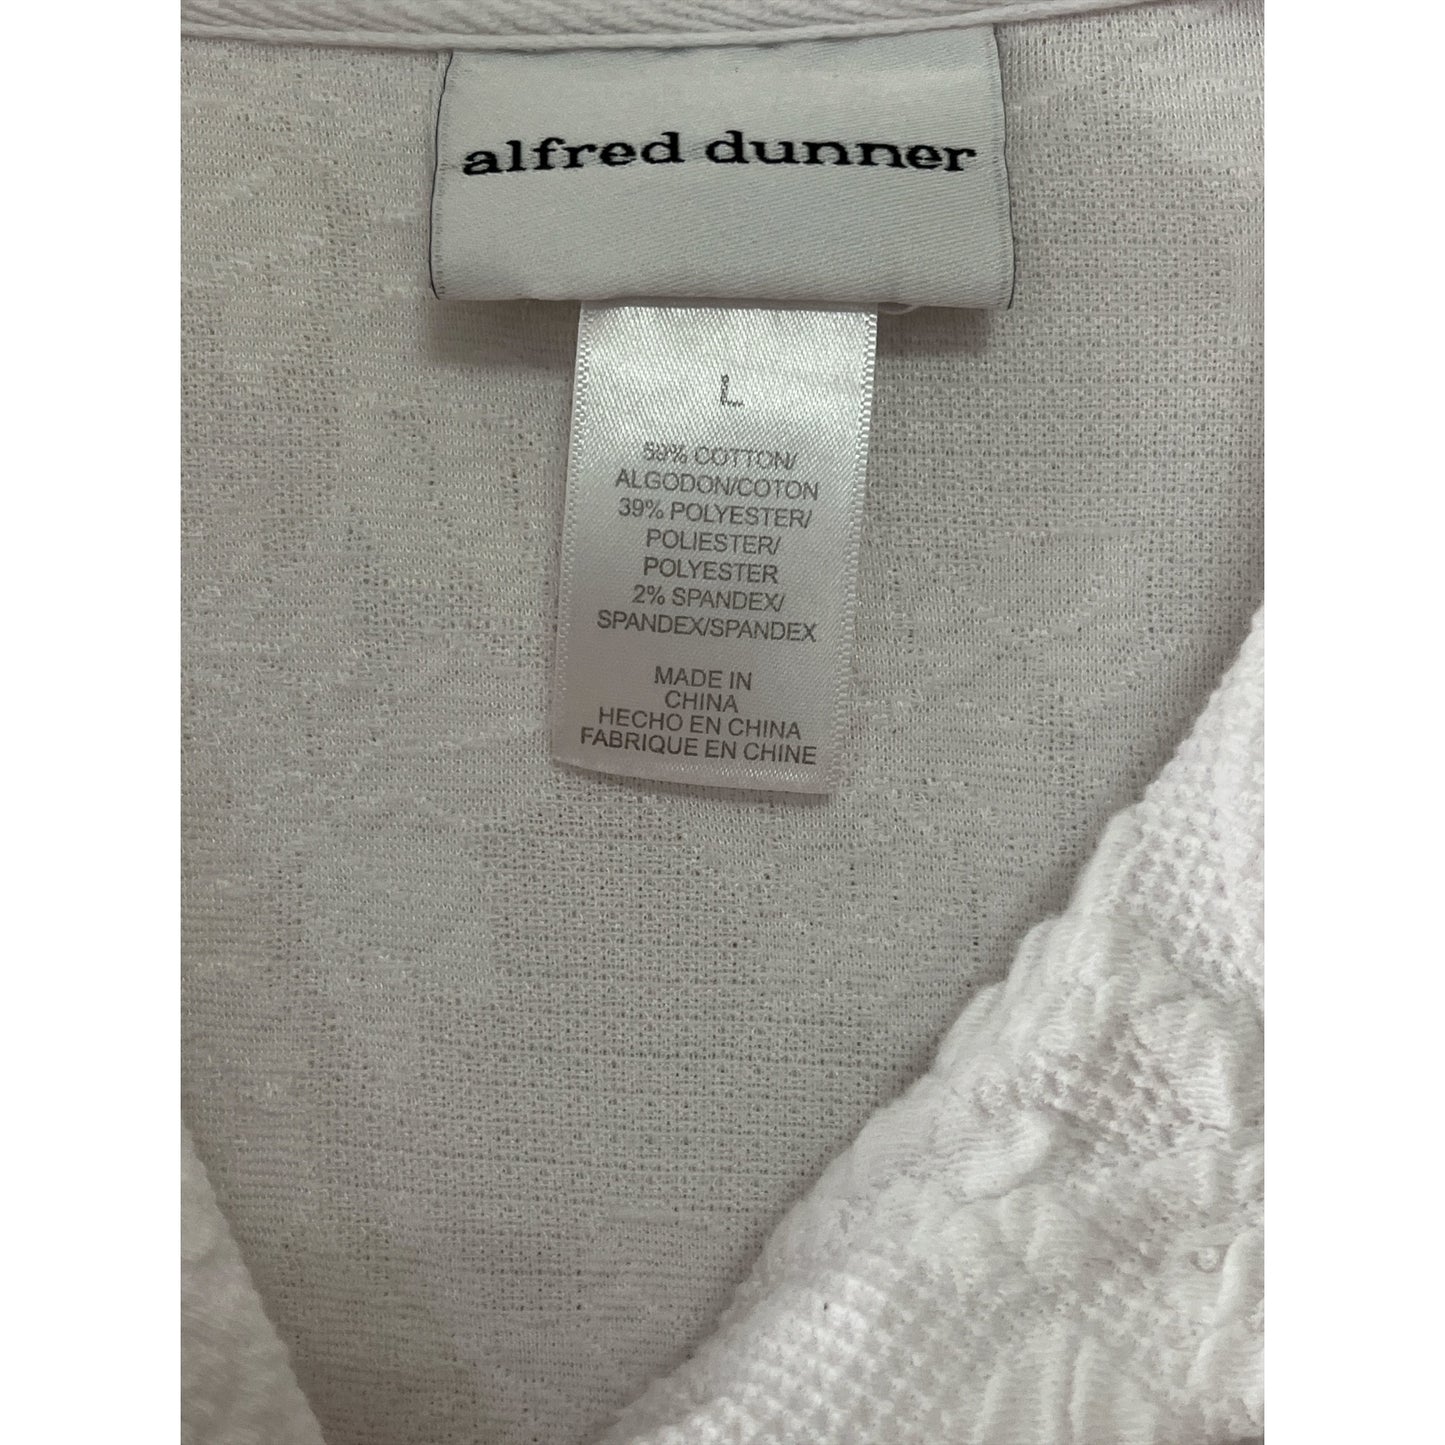 alfred dunner
L
59% COTTON/
ALGODON/COTON
39% POLYESTER/
POLIESTER/
POLYESTER
2% SPANDEX/
SPANDEX/SPANDEX
MADE IN
CHINA
HECHO EN CHINA
FABRIQUE EN CHINE